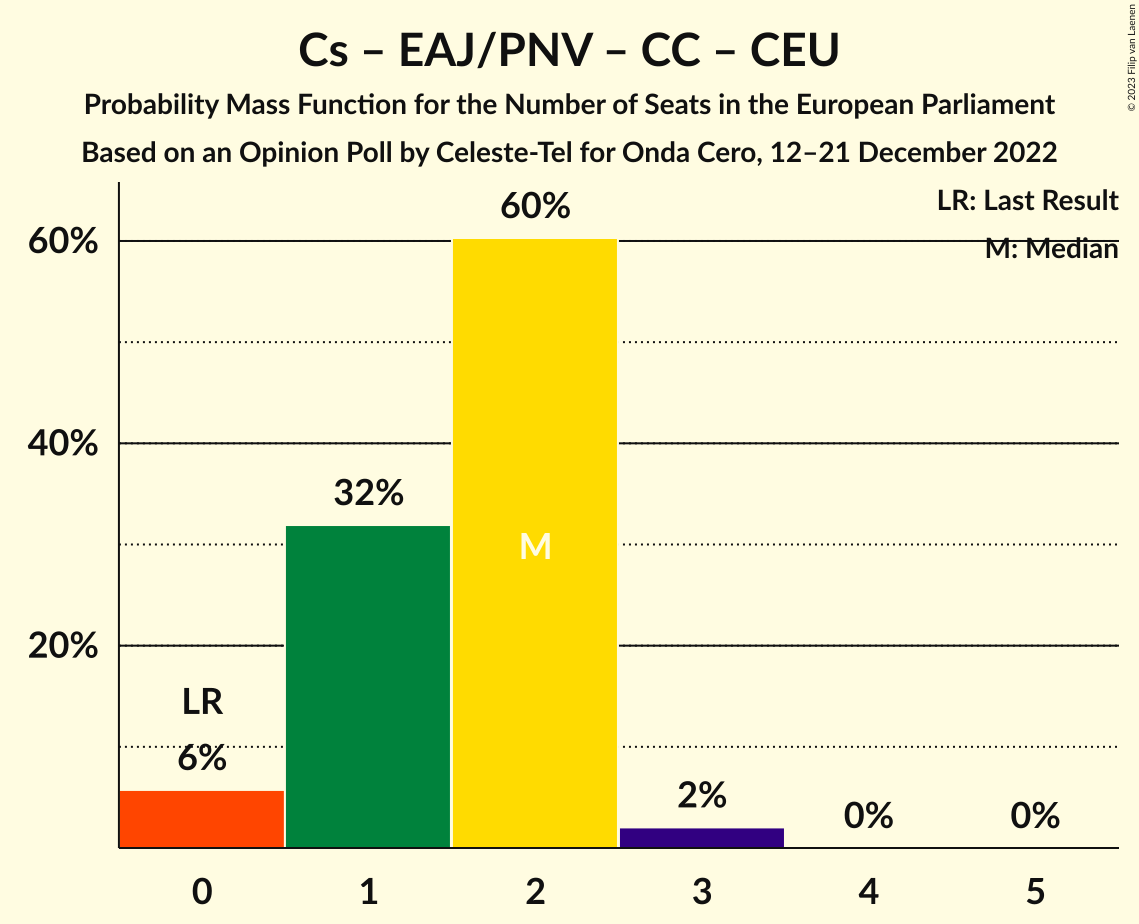 Cs – EAJ/PNV – CC – CEU
Probability Mass Function for the Number of Seats in the European Parliament
Based on an Opinion Poll by Celeste-Tel for Onda Cero, 12–21 December 2022
© 2023 Filip van Laenen
LR: Last Result
M: Median
60%
40%
20%
60%
32%
M
LR
6%
2%
0%
0%
0 1 2 3 4 5